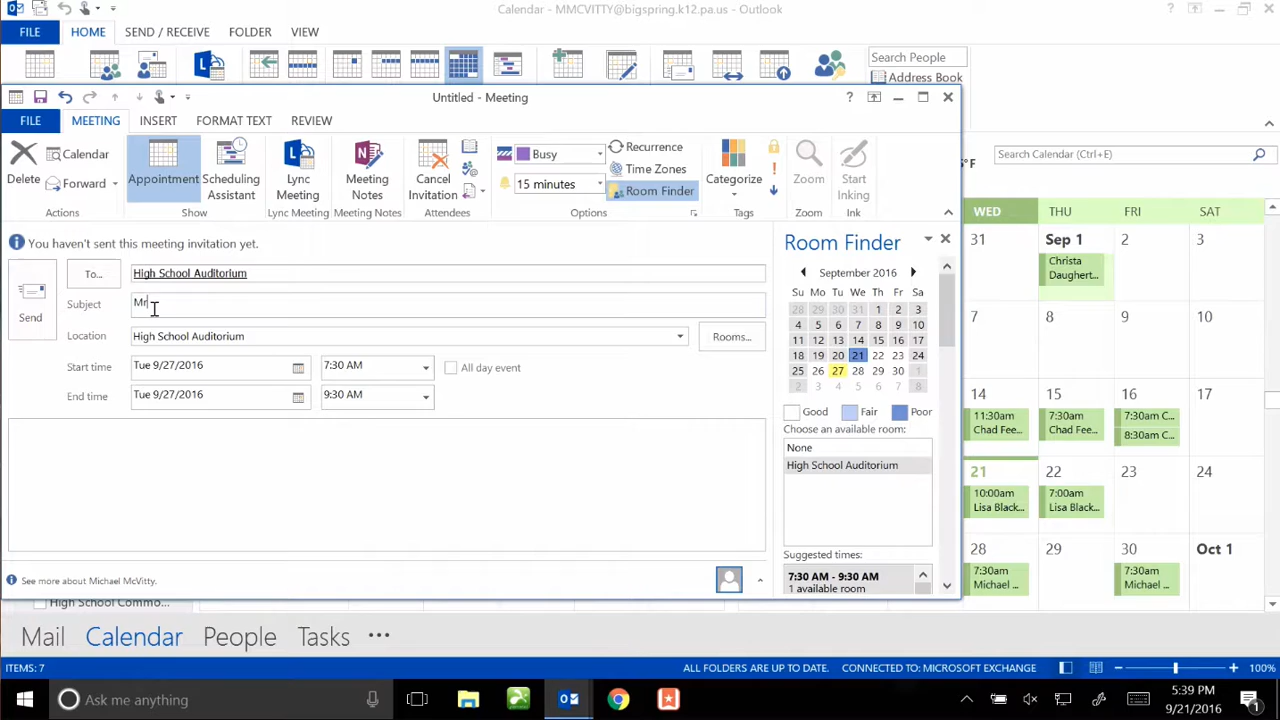 Calendar - MMCVITTY@bigspring.k12.pa.us - Outlook
FILE HOME SEND / RECEIVE FOLDER VIEW
Search People
Address Book
Untitled - Meeting
FILE MEETING INSERT FORMAT TEXT REVIEW
Delete
Calendar
Forward
Actions
Appointment
Scheduling Assistant
Show
Lync Meeting
Lync Meeting
Meeting Notes
Meeting Notes
Cancel Invitation
Attendees
Busy
15 minutes
Recurrence
Time Zones
Room Finder
Options
Categorize
Tags
Zoom
Zoom
Start Inking
Ink
°F
Search Calendar (Ctrl+E)
You haven't sent this meeting invitation yet.
Send
To...
High School Auditorium
Subject
Mr
Location
High School Auditorium
Rooms...
Start time
Tue 9/27/2016
7:30 AM
All day event
End time
Tue 9/27/2016
9:30 AM
See more about Michael McVitty.
Room Finder
September 2016
Su Mo Tu We Th Fr Sa
28 29 30 31 1 2 3
4 5 6 7 8 9 10
11 12 13 14 15 16 17
18 19 20 21 22 23 24
25 26 27 28 29 30 1
2 3 4 5 6 7 8
Good Fair Poor
Choose an available room:
None
High School Auditorium
Suggested times:
7:30 AM - 9:30 AM
1 available room
WED THU FRI SAT
31 Sep 1 2 3
Christa
Daughert...
7 8 9 10
14 15 16 17
11:30am
Chad Fee...
7:30am
Chad Fee...
7:30am C...
8:30am C...
21 22 23 24
10:00am
Lisa Black...
7:00am
Lisa Black...
28 29 30 Oct 1
7:30am
Michael ...
7:30am
Michael ...
High School Commo...
Mail Calendar People Tasks •••
ITEMS: 7
ALL FOLDERS ARE UP TO DATE. CONNECTED TO: MICROSOFT EXCHANGE
100%
Ask me anything
5:39 PM
9/21/2016
1